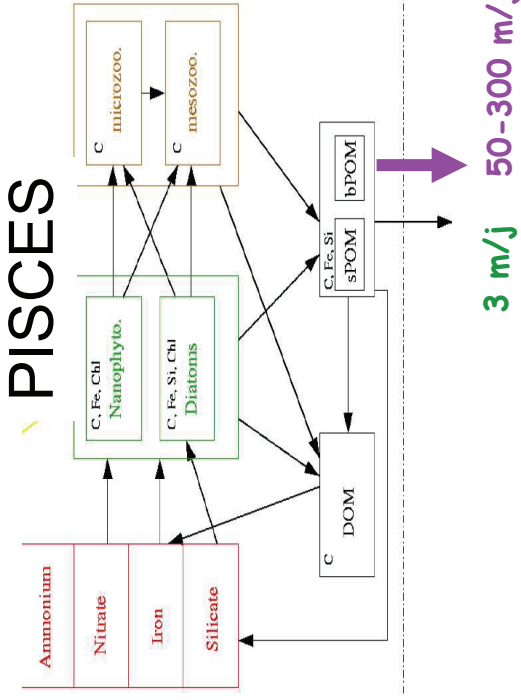 PISCES
Ammonium
Nitrate
Iron
Silicate
C, Fe, Chl
Nanophyto.
C, Fe, Si, Chl
Diatoms
C
microzoo.
C
mesozoo.
C
DOM
C, Fe, Si
sPOM
bPOM
3 m/j
50-300 m/j